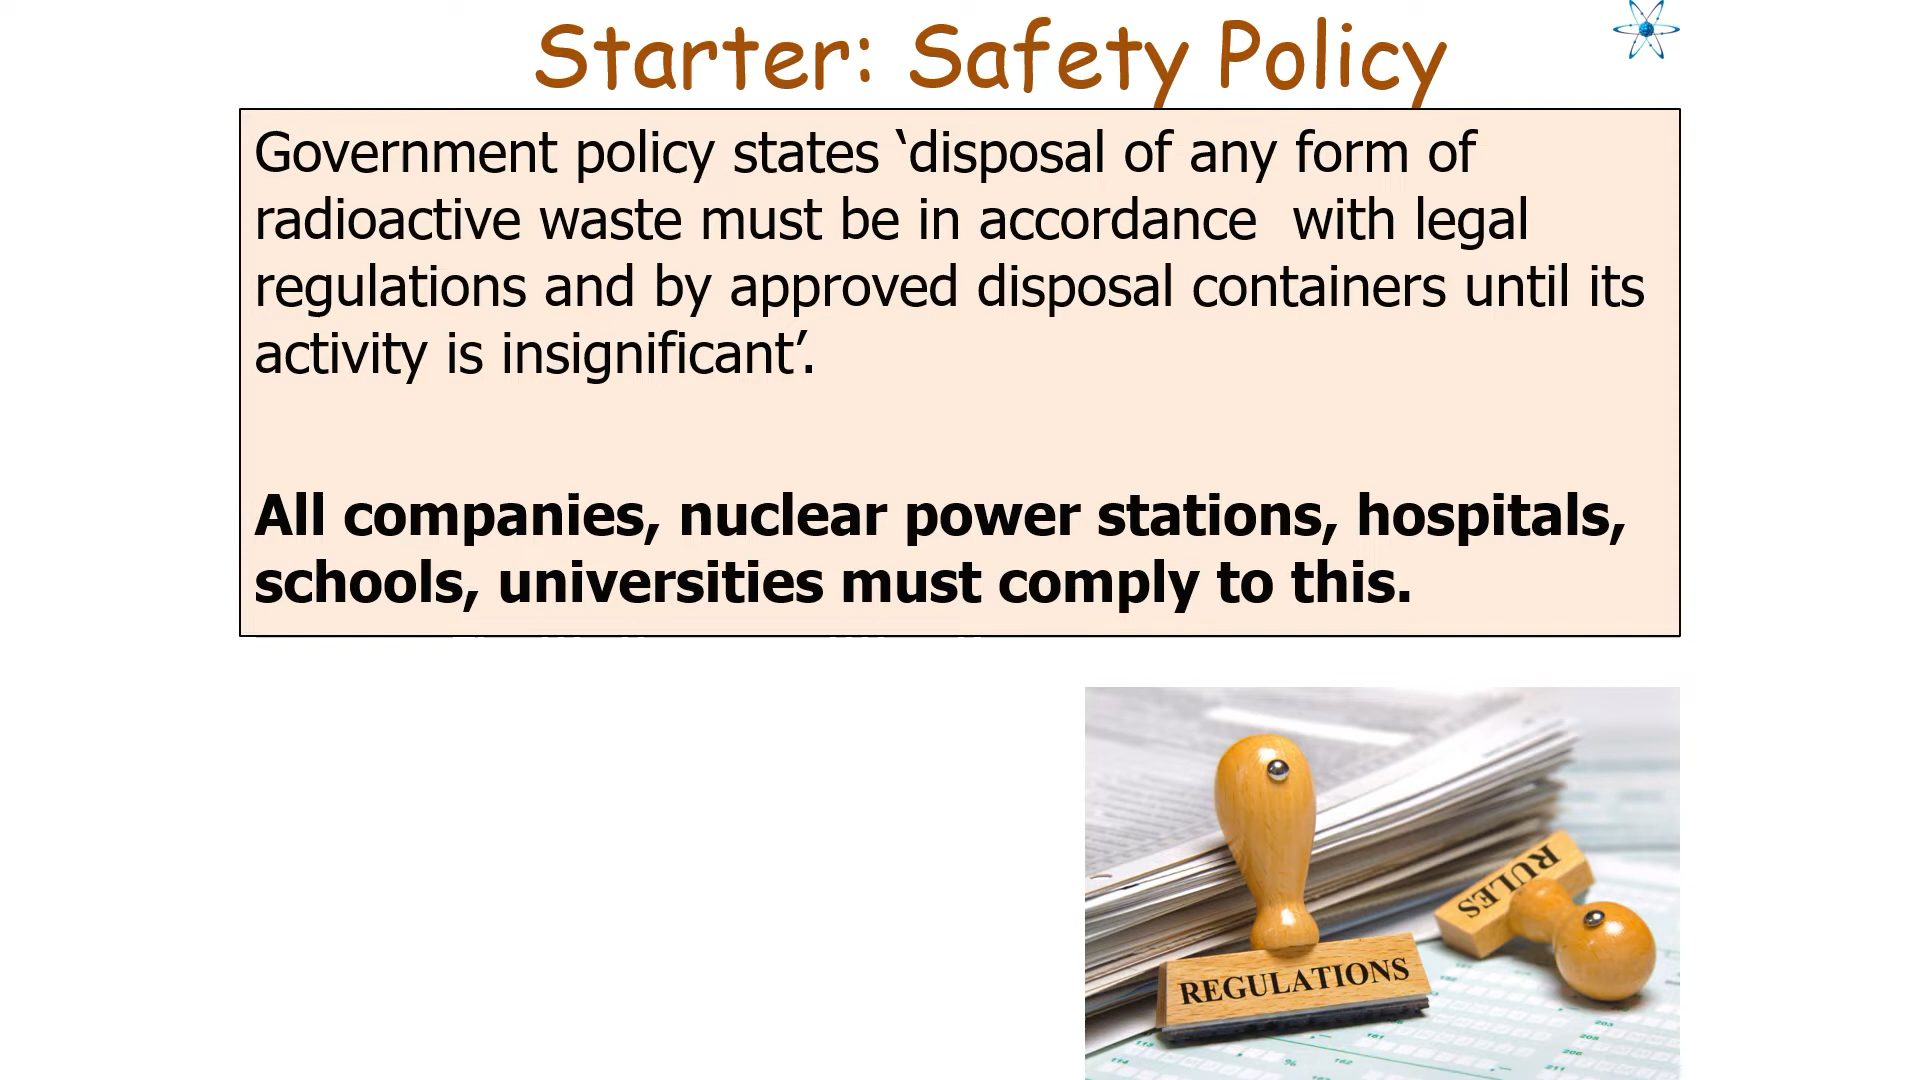 Starter: Safety Policy
Government policy states ‘disposal of any form of
radioactive waste must be in accordance  with legal
regulations and by approved disposal containers until its
activity is insignificant’.
All companies, nuclear power stations, hospitals,
schools, universities must comply to this.
RULES
REGULATIONS